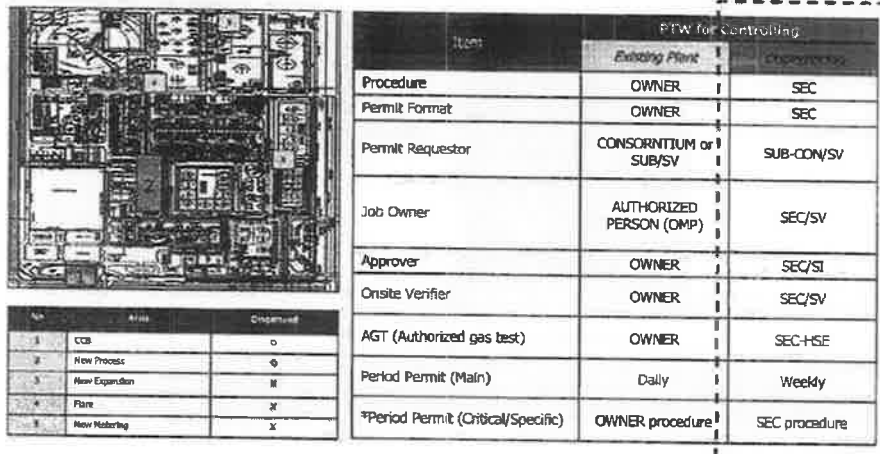 Item
PTW for Controlling
Existing Plant
Procedure OWNER SEC
Permit Format OWNER SEC
Permit Requestor CONSORNTIUM or SUB-CON/SV
SUB/SV
Job Owner AUTHORIZED SEC/SV
PERSON (OMP)
Approver OWNER SEC/SI
Onsite Verifier OWNER SEC/SV
AGT (Authorized gas test) OWNER SEC-HSE
Period Permit (Main) Daily Weekly
*Period Permit (Critical/Specific) OWNER procedure SEC procedure
No Area
1 CCB O
2 New Process
3 New Expansion X
4 Flare X
5 New Metering X